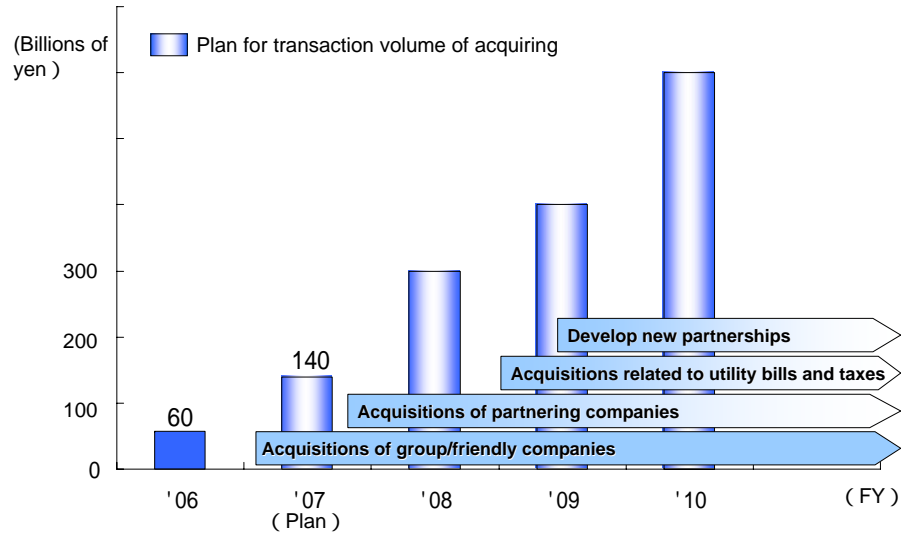 (Billions of
yen）
Plan for transaction volume of acquiring
300
200
100
0
60
140
Develop new partnerships
Acquisitions related to utility bills and taxes
Acquisitions of partnering companies
Acquisitions of group/friendly companies
'06
'07
（Plan）
'08
'09
'10
（FY）